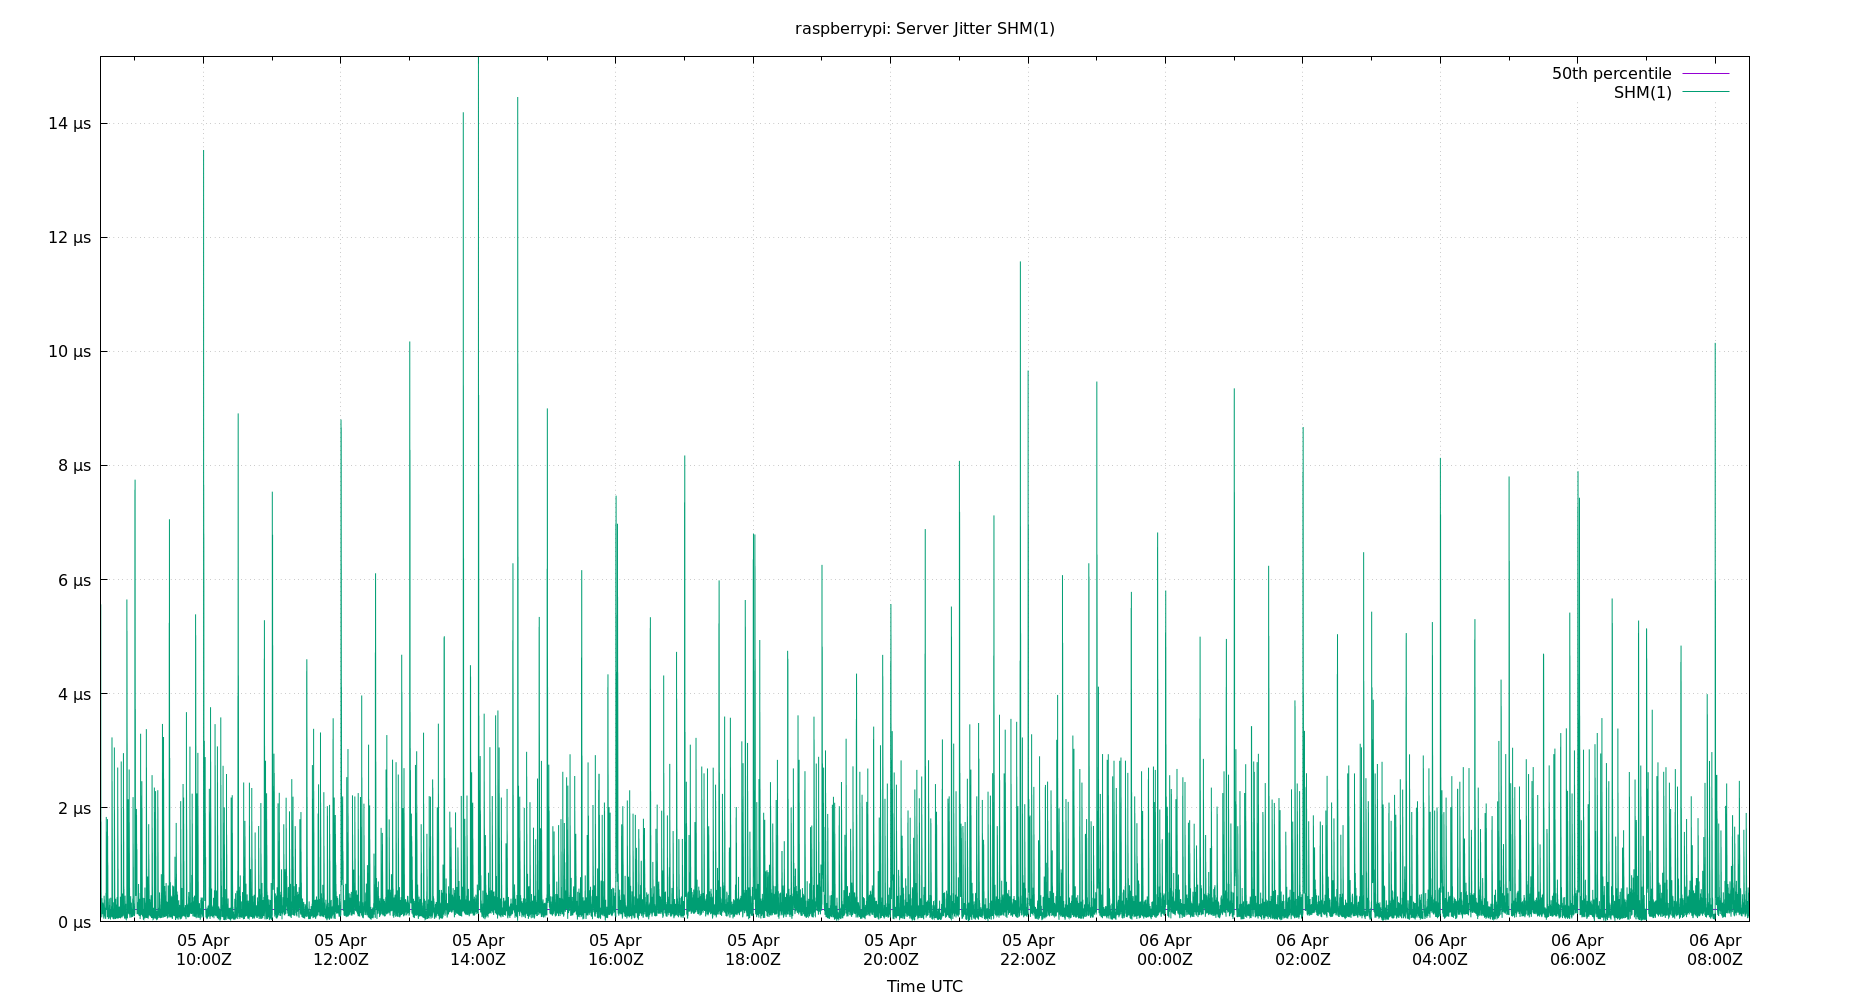 raspberrypi: Server Jitter SHM(1)
50th percentile
SHM(1)
14 µs
12 µs
10 µs
8 µs
6 µs
4 µs
2 µs
0 µs
05 Apr 05 Apr 05 Apr 05 Apr 05 Apr 05 Apr 05 Apr 06 Apr 06 Apr 06 Apr 06 Apr 06 Apr
10:00Z 12:00Z 14:00Z 16:00Z 18:00Z 20:00Z 22:00Z 00:00Z 02:00Z 04:00Z 06:00Z 08:00Z
Time UTC